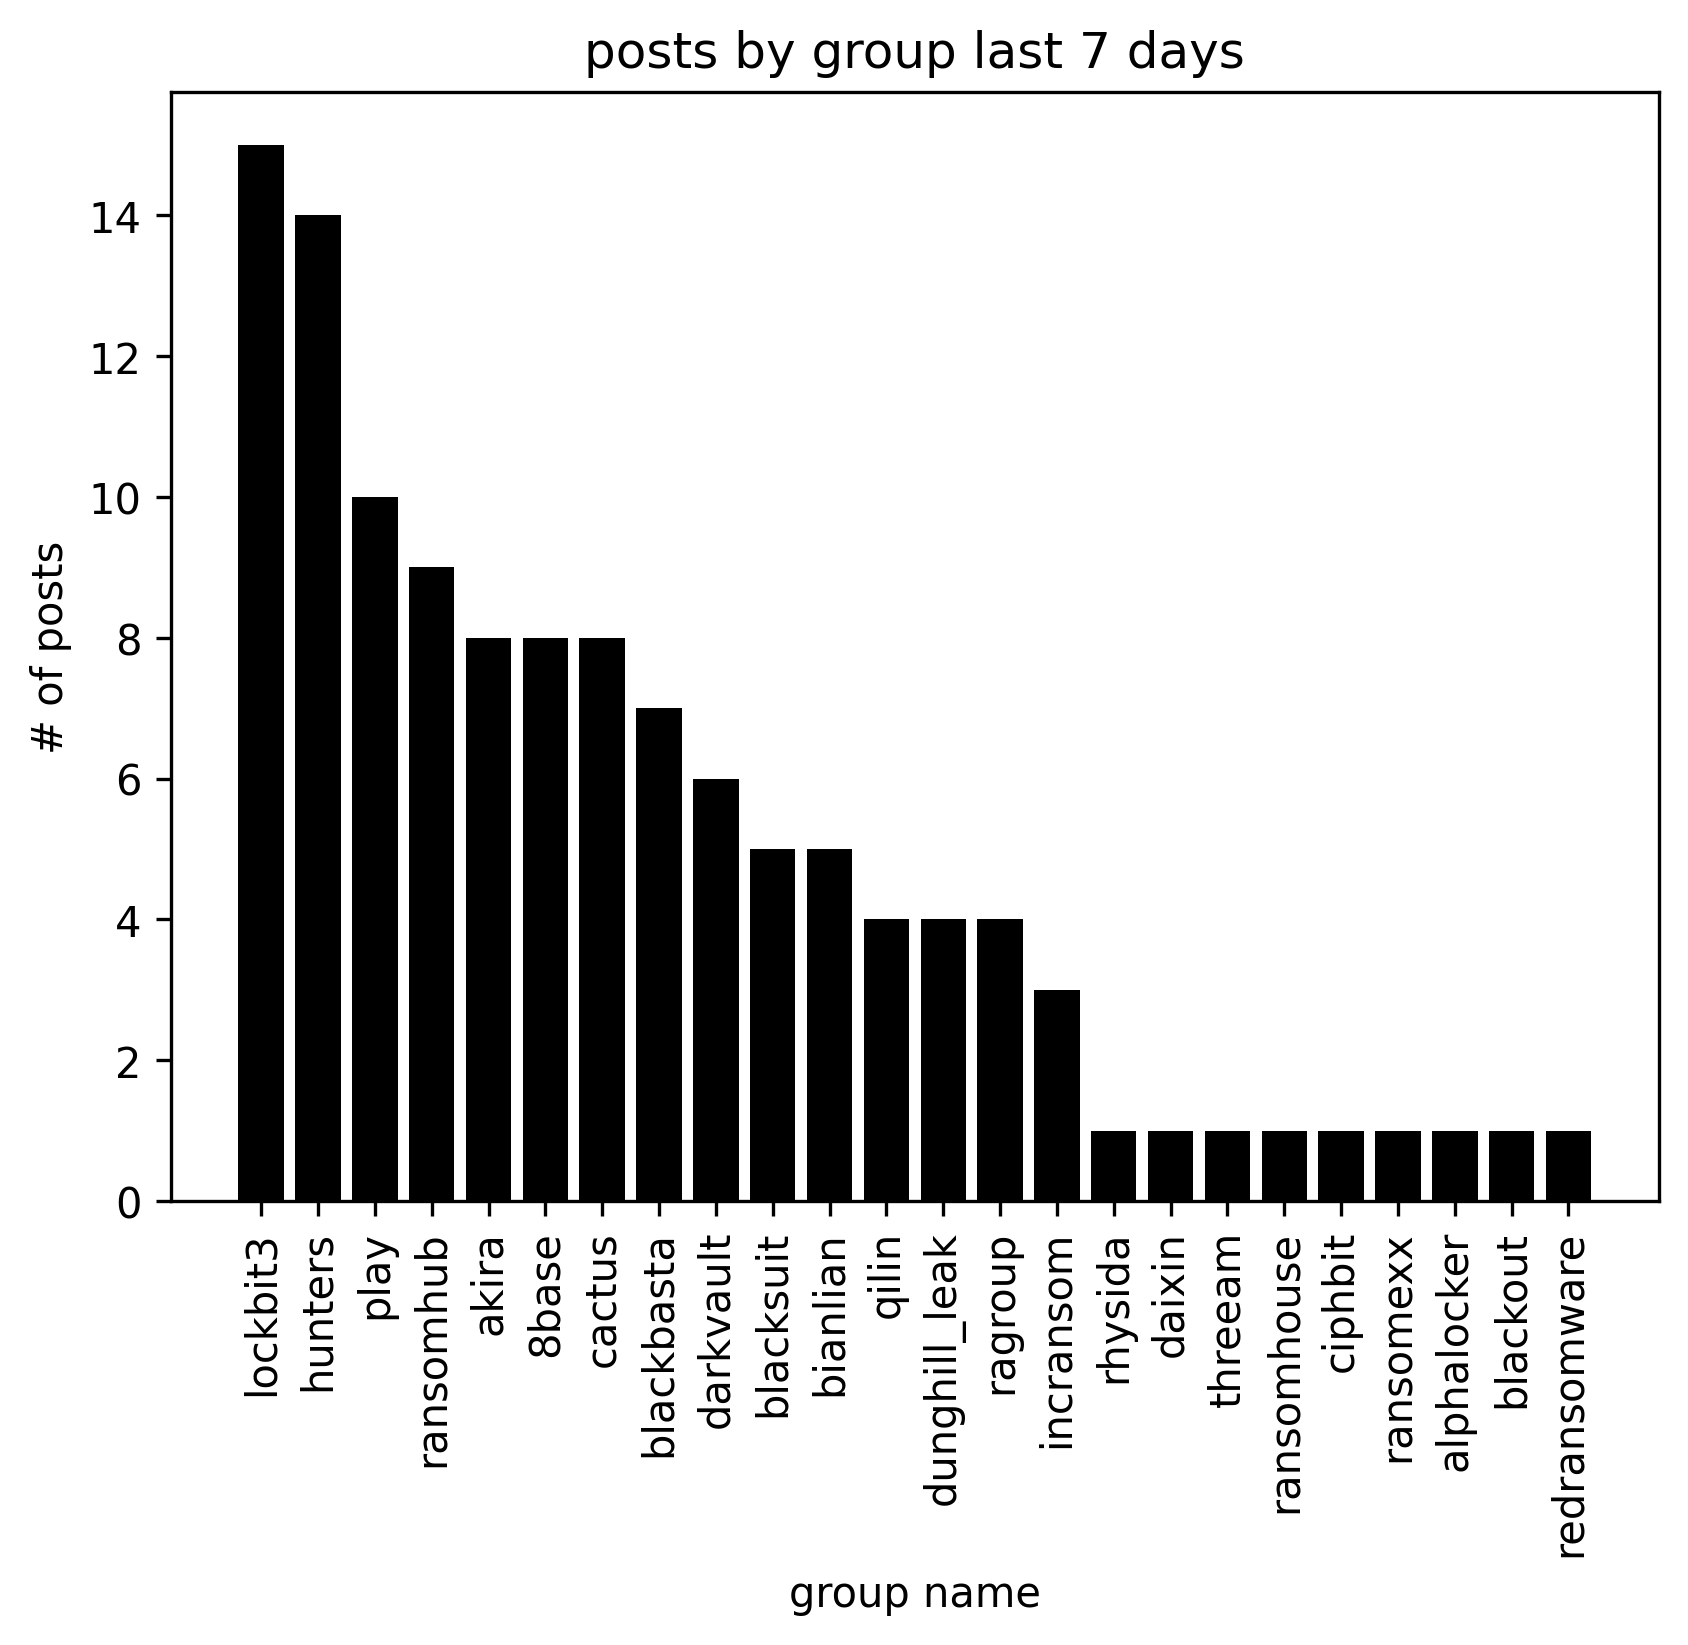 posts by group last 7 days
14
12
10
8
6
4
2
0
# of posts
lockbit3
hunters
play
ransomhub
akira
8base
cactus
blackbasta
darkvault
blacksuit
bianlian
qilin
dunghill_leak
ragroup
incransom
rhysida
daixin
threeam
ransomhouse
ciphbit
ransomexx
alphalocker
blackout
redransomware
group name